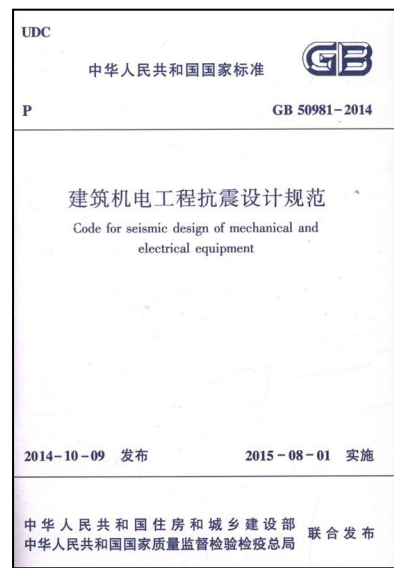 UDC
中华人民共和国国家标准
GB
P
GB 50981-2014
建筑机电工程抗震设计规范
Code for seismic design of mechanical and
electrical equipment
2014-10-09 发布
2015-08-01 实施
中华人民共和国住房和城乡建设部
中华人民共和国国家质量监督检验检疫总局
联合发布